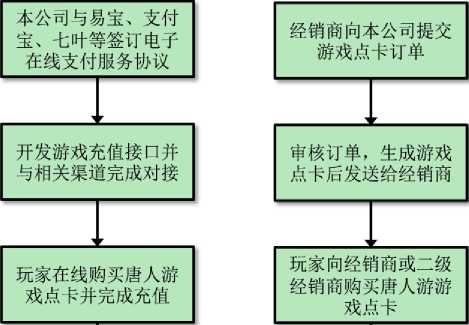 本公司与易宝、支付
宝、七叶等签订电子
在线支付服务协议
开发游戏充值接口并
与相关渠道完成对接
玩家在线购买唐人游
戏点卡并完成充值
经销商向本公司提交
游戏点卡订单
审核订单，生成游戏
点卡后发送给经销商
玩家向经销商或二级
经销商购买唐人游游
戏点卡